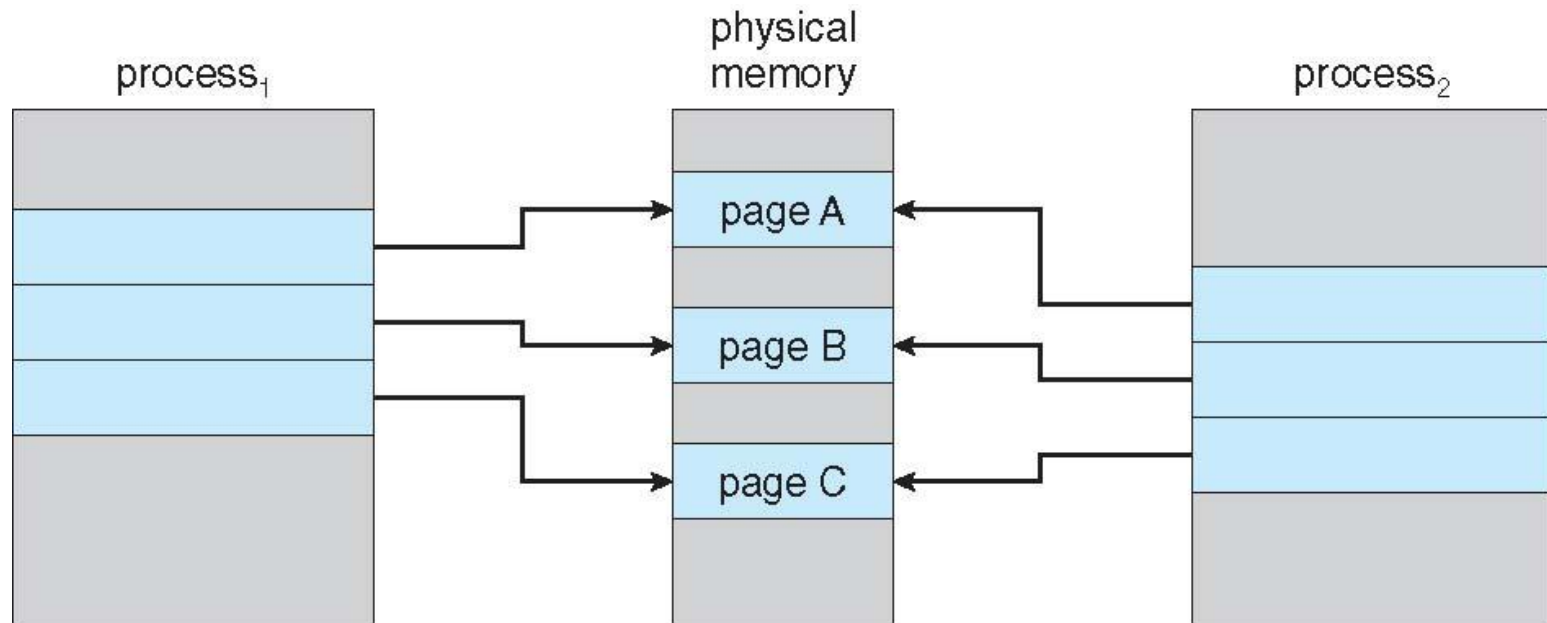 physical
memory
process₁
process₂
page A
page B
page C